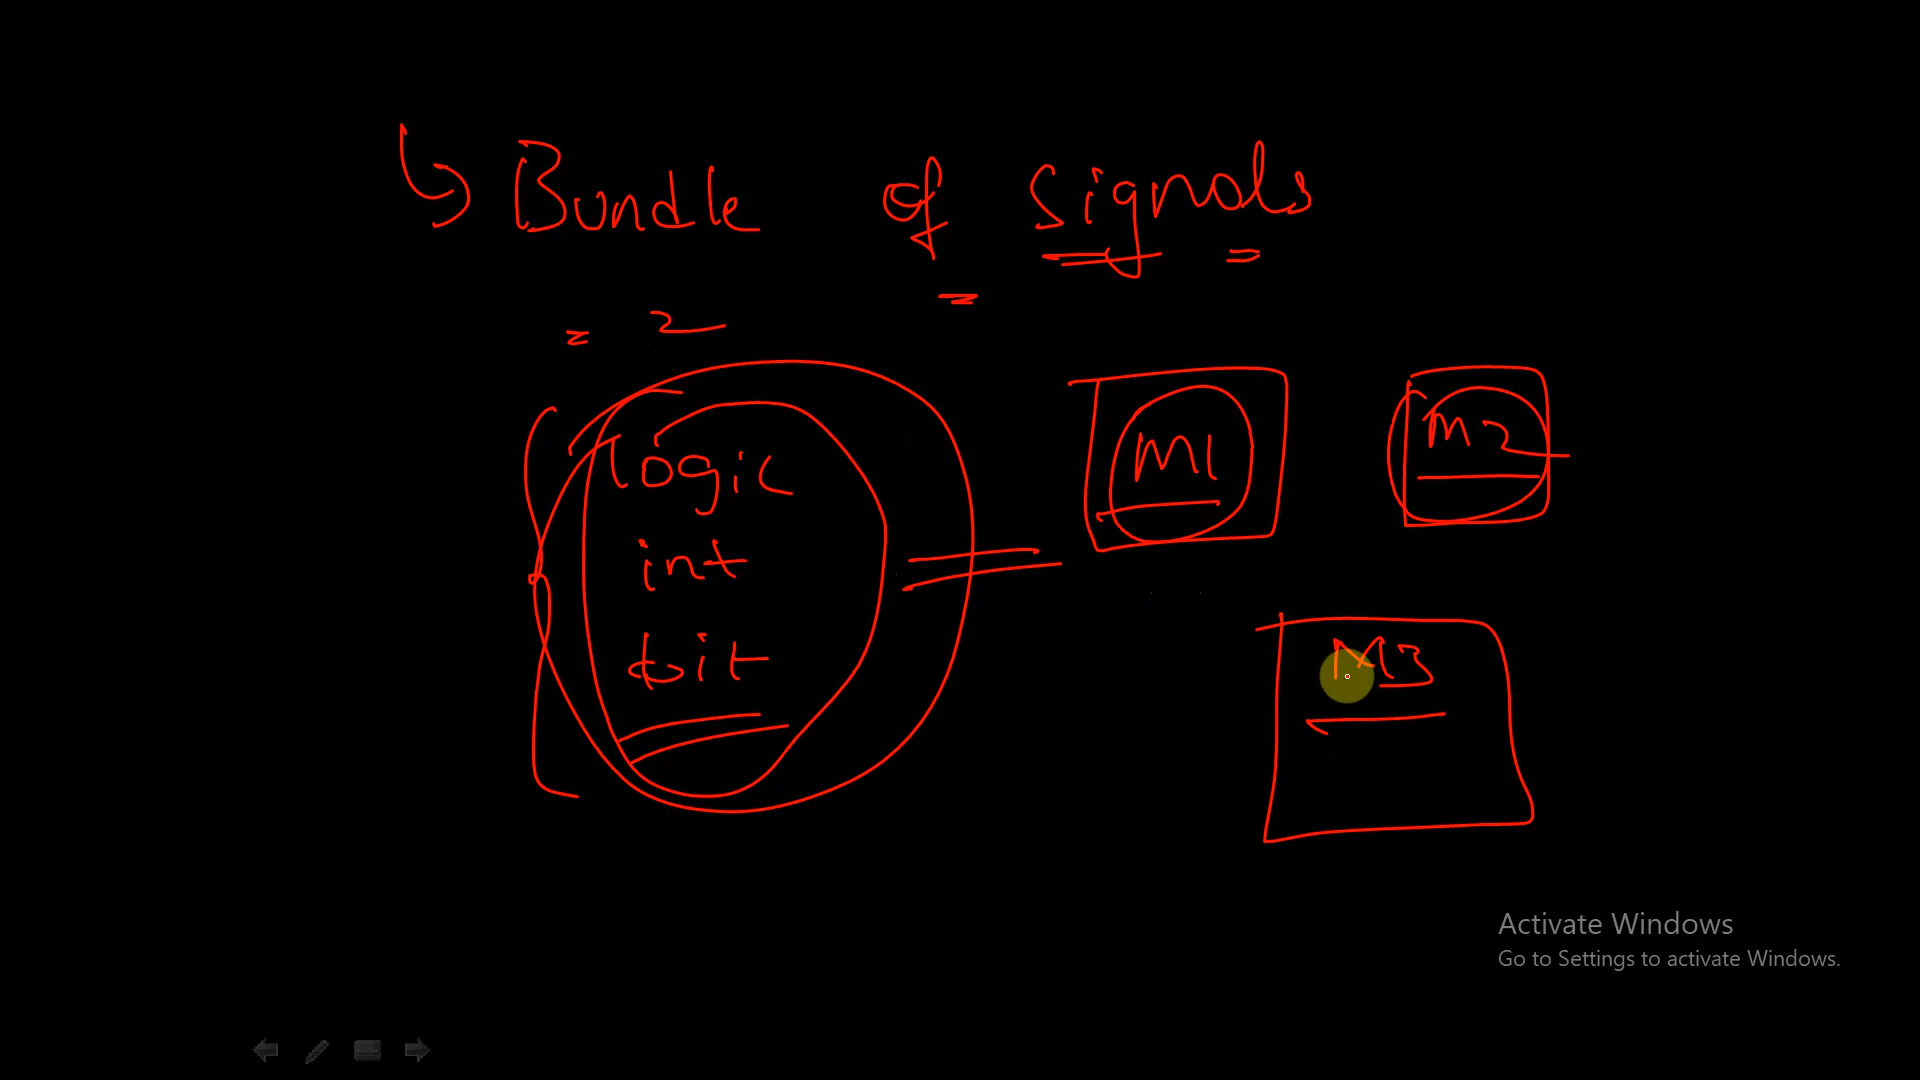 Bundle of Signals
logic
int
bit
M1
M2
M3
Activate Windows
Go to Settings to activate Windows.